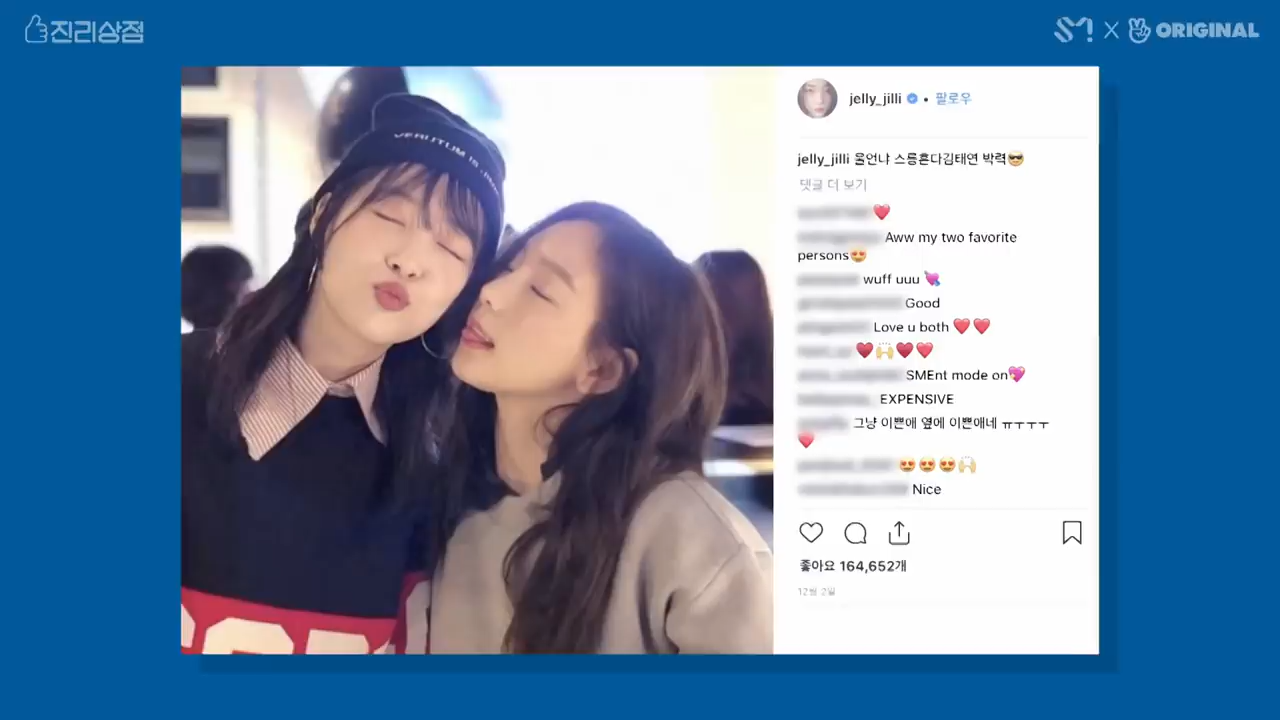 진리상점
SM X ORIGINAL
VERUTUM IS
jelly_jilli • 팔로우
jelly_jilli 울언냐 스릉흔다김태연 박력😎
댓글 더 보기
❤️
Aww my two favorite
persons😍
wuff uuu 💘
Good
Love u both ❤️❤️
❤️🙌❤️❤️
SMEnt mode on💖
EXPENSIVE
그냥 이쁜애 옆에 이쁜애네 ㅠㅜㅜㅜ
❤️
😍😍😍🙌
Nice
좋아요 164,652개
12월 2일